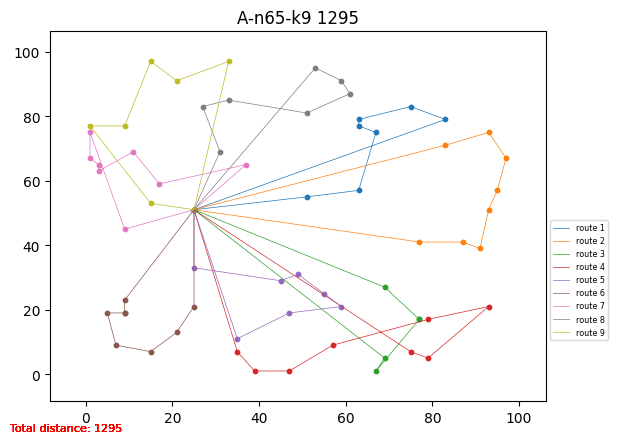 A-n65-k9 1295
100
80
60
40
20
0
0 20 40 60 80 100
route 1
route 2
route 3
route 4
route 5
route 6
route 7
route 8
route 9
Total distance: 1295